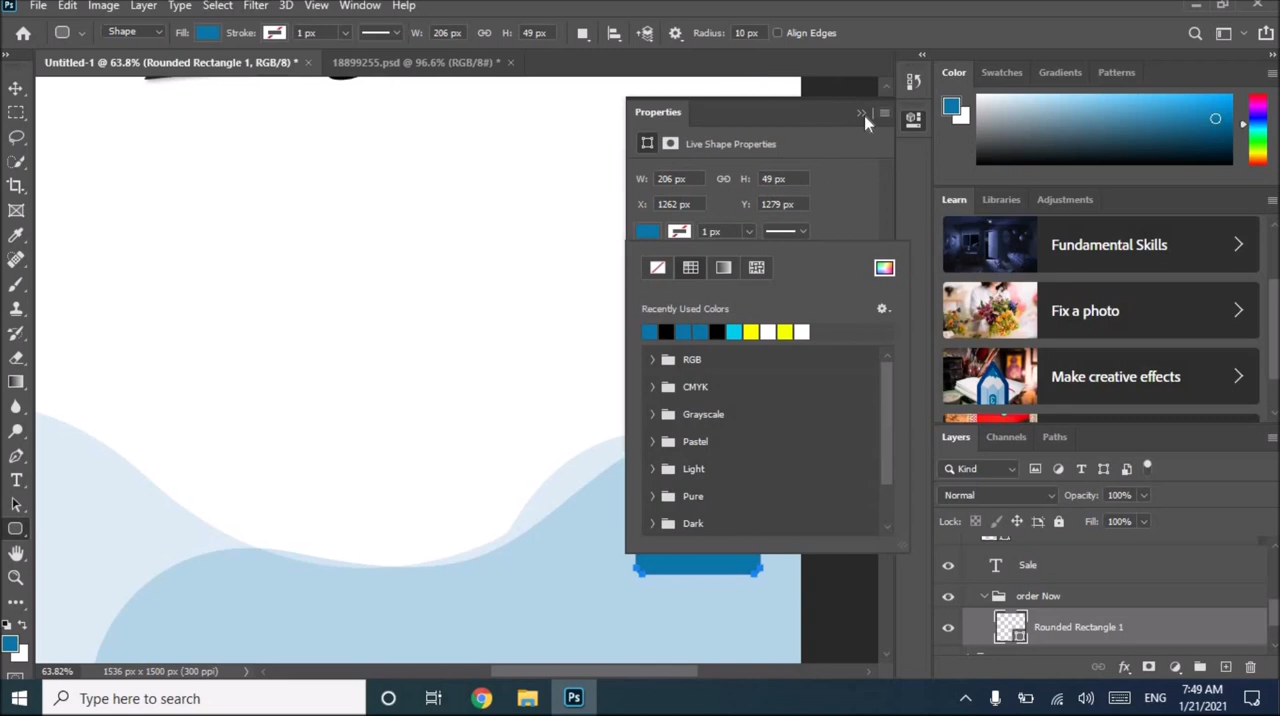 Ps File Edit Image Layer Type Select Filter 3D View Window Help
Shape Fill: Stroke: 1 px W: 206 px H: 49 px Radius: 10 px Align Edges
Untitled-1 @ 63.8% (Rounded Rectangle 1, RGB/8) * × 18899255.psd @ 96.6% (RGB/8#) * ×
Properties
Live Shape Properties
W: 206 px H: 49 px
X: 1262 px Y: 1279 px
1 px
Recently Used Colors
RGB
CMYK
Grayscale
Pastel
Light
Pure
Dark
Color Swatches Gradients Patterns
Learn Libraries Adjustments
Fundamental Skills
Fix a photo
Make creative effects
Layers Channels Paths
Kind
Normal Opacity: 100%
Lock: Fill: 100%
T Sale
order Now
Rounded Rectangle 1
fx
63.82% 1536 px x 1500 px (300 ppi)
Type here to search
Ps
ENG
7:49 AM
1/21/2021